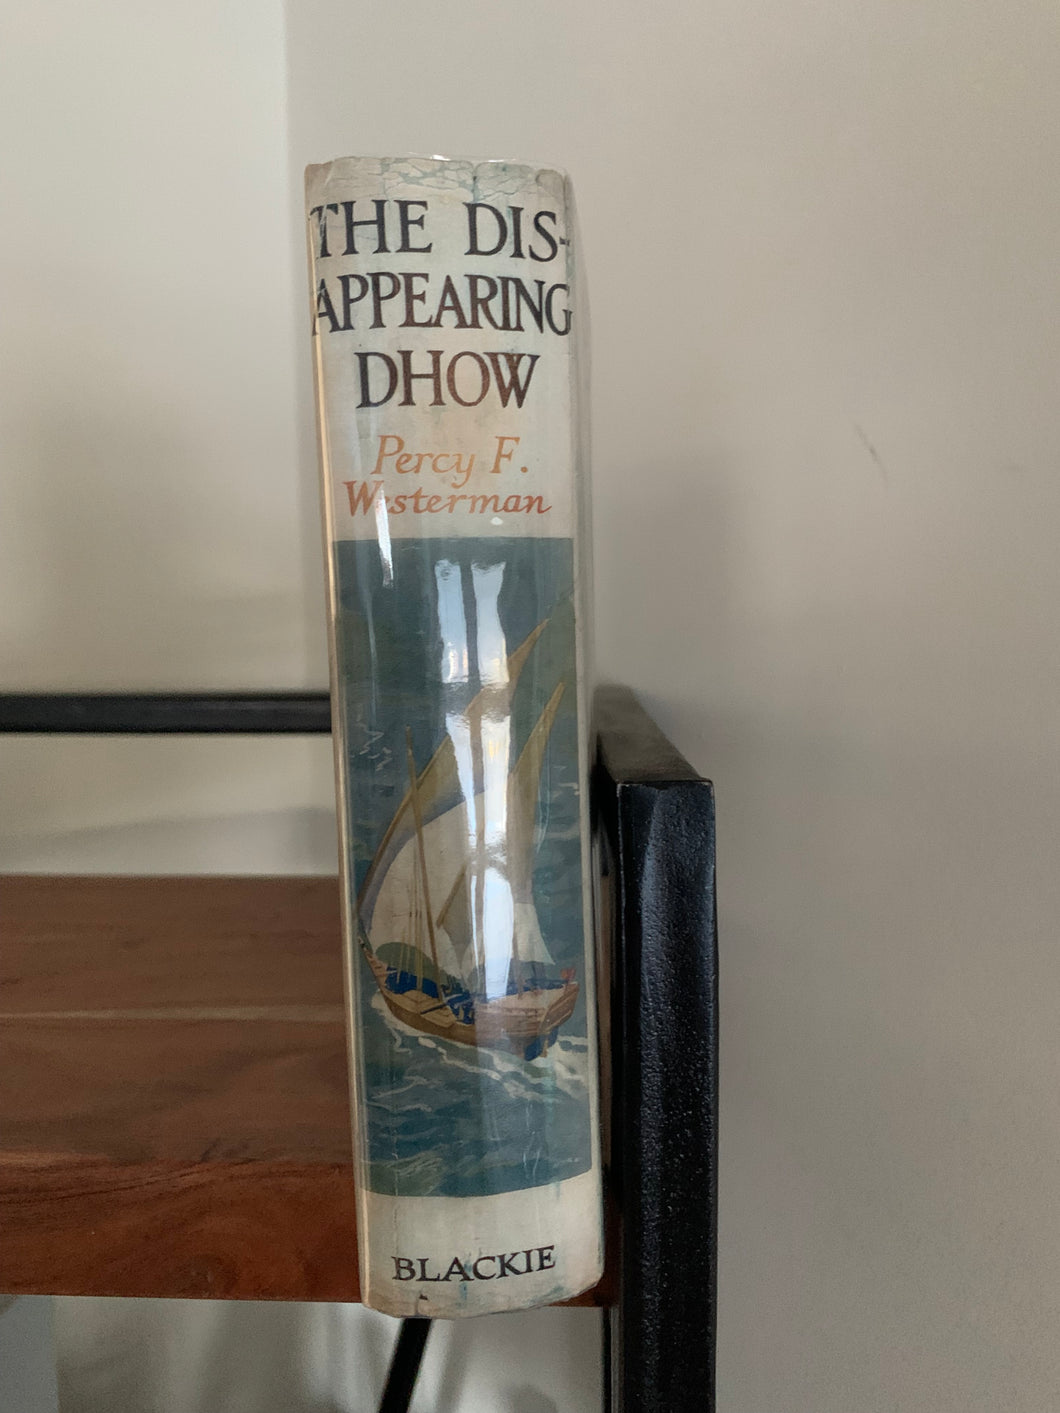 THE DIS-
APPEARING
DHOW
Percy F.
Westerman
BLACKIE